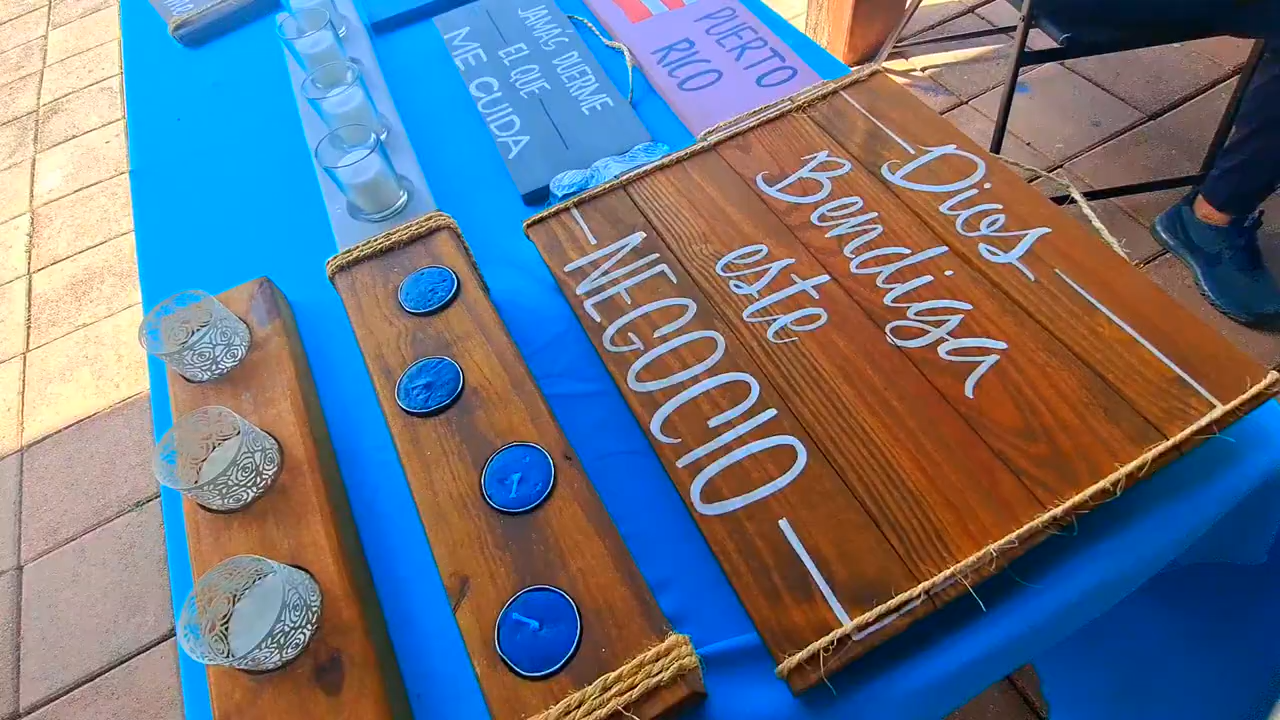 JAMÁS DUERME
EL QUE
ME CUIDA
PUERTO
RICO
Dios
Bendiga
este
NEGOCIO